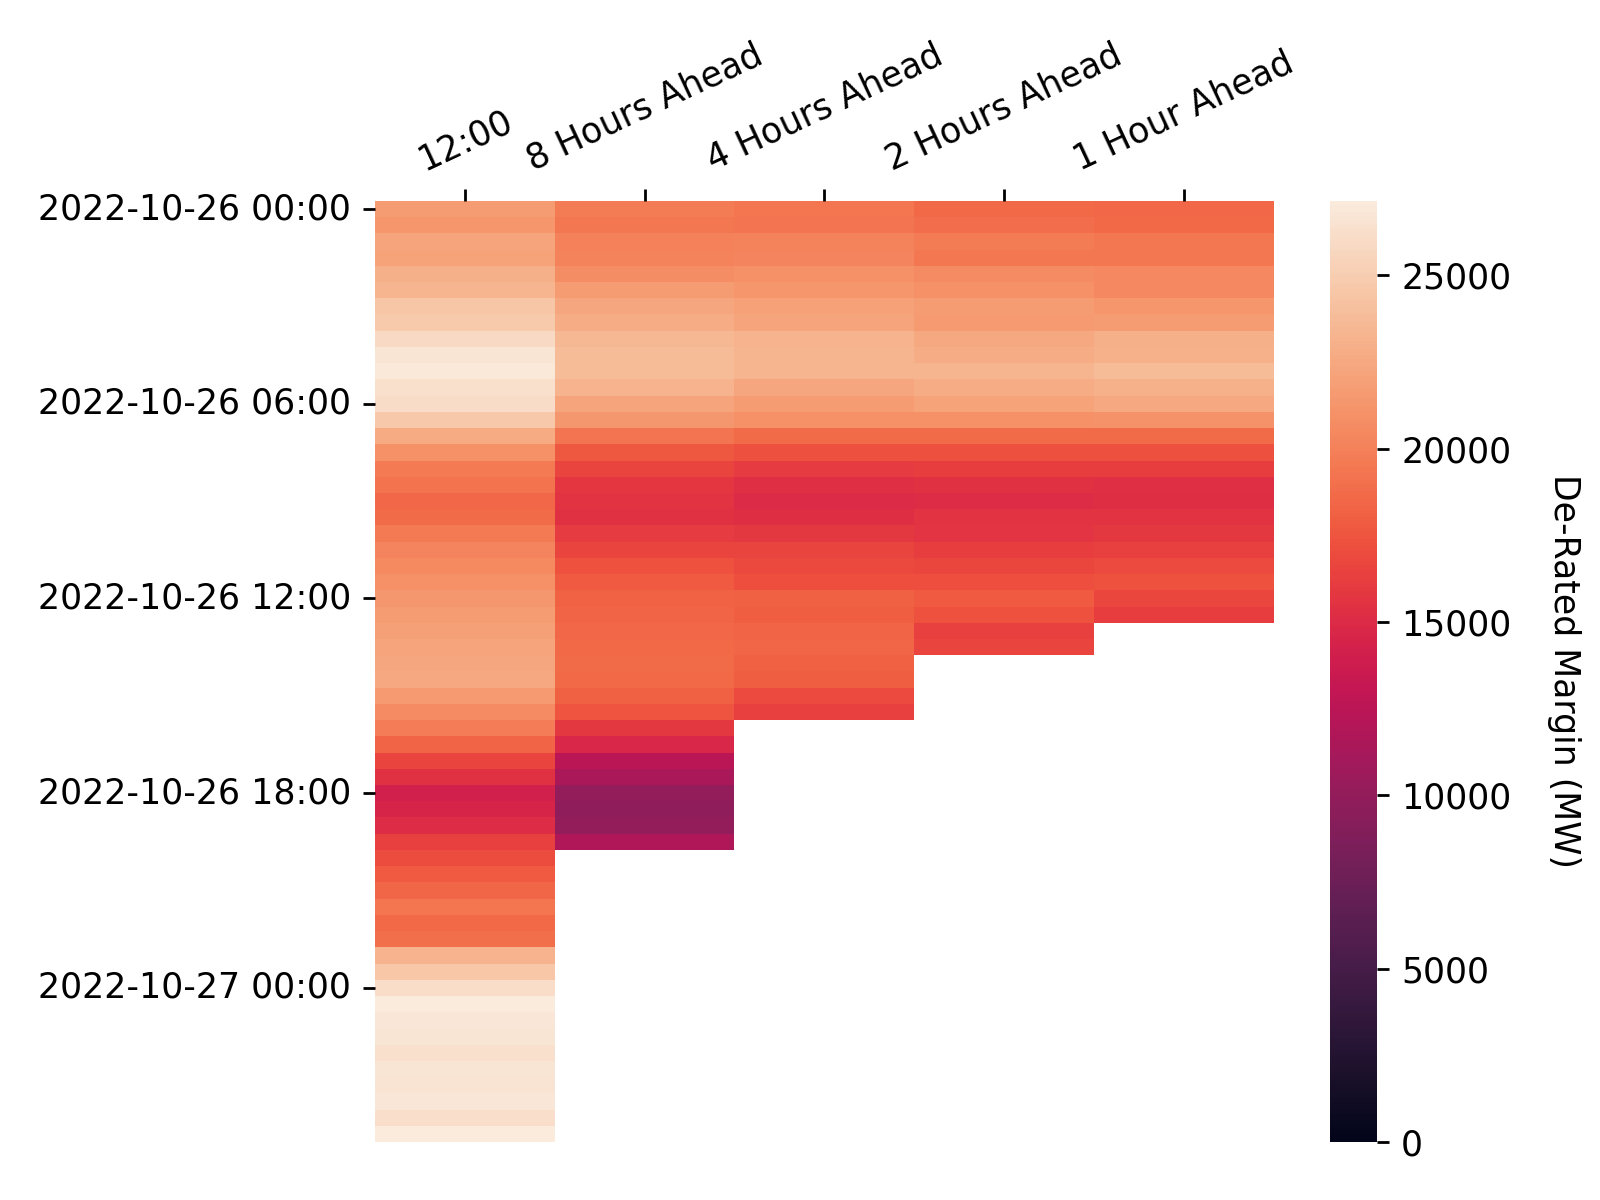 12:00
8 Hours Ahead
4 Hours Ahead
2 Hours Ahead
1 Hour Ahead
2022-10-26 00:00
2022-10-26 06:00
2022-10-26 12:00
2022-10-26 18:00
2022-10-27 00:00
25000
20000
15000
10000
5000
0
De-Rated Margin (MW)